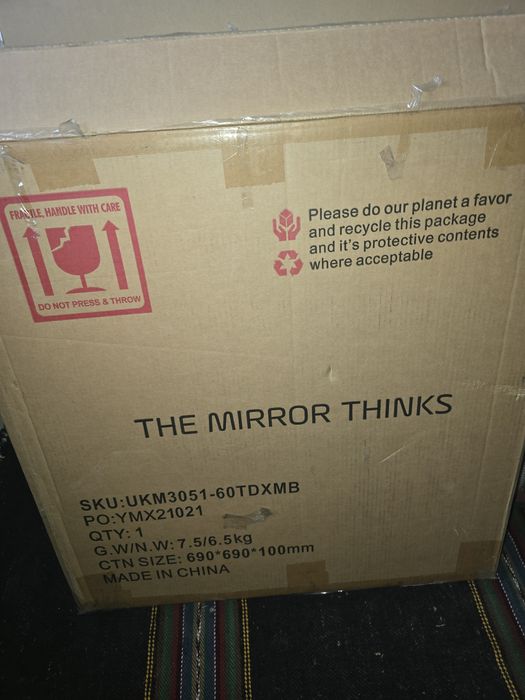 FRAGILE, HANDLE WITH CARE
DO NOT PRESS & THROW
Please do our planet a favor
and recycle this package
and it's protective contents
where acceptable
THE MIRROR THINKS
SKU:UKM3051-60TDXMB
PO:YMX21021
QTY: 1
G.W/N.W: 7.5/6.5kg
CTN SIZE: 690*690*100mm
MADE IN CHINA